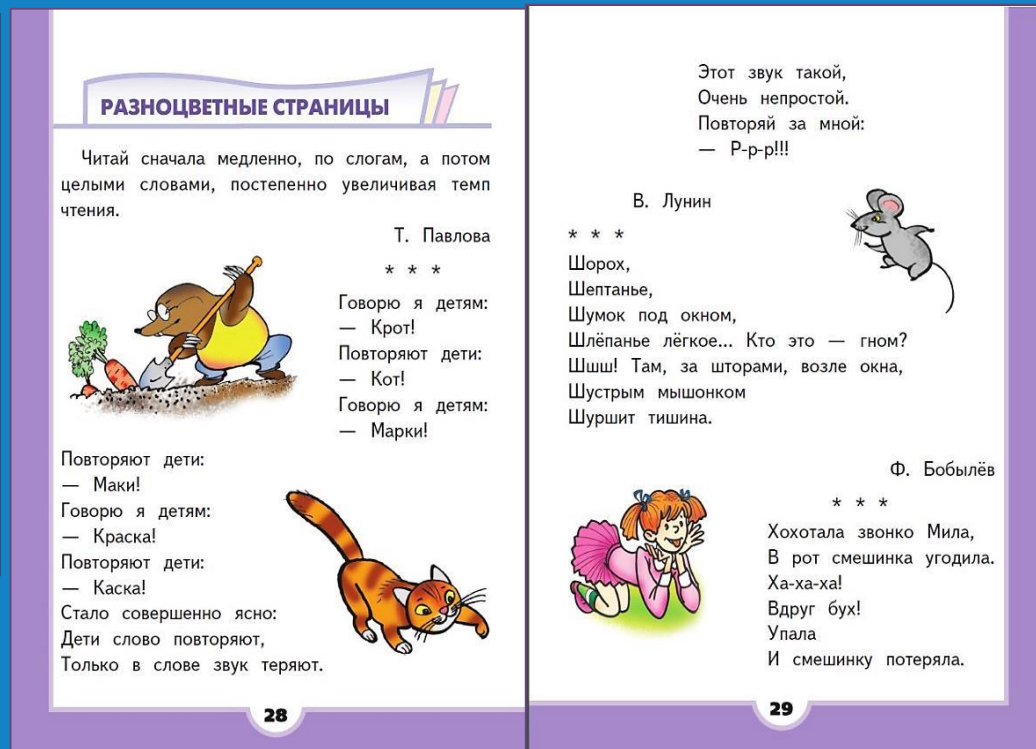 РАЗНОЦВЕТНЫЕ СТРАНИЦЫ
Читай сначала медленно, по слогам, а потом
целыми словами, постепенно увеличивая темп
чтения.
Т. Павлова
* * *
Говорю я детям:
— Крот!
Повторяют дети:
— Кот!
Говорю я детям:
— Марки!
Повторяют дети:
— Маки!
Говорю я детям:
— Краска!
Повторяют дети:
— Каска!
Стало совершенно ясно:
Дети слово повторяют,
Только в слове звук теряют.
28
Этот звук такой,
Очень непростой.
Повторяй за мной:
— Р-р-р!!!
В. Лунин
* * *
Шорох,
Шептанье,
Шумок под окном,
Шлёпанье лёгкое... Кто это — гном?
Шшш! Там, за шторами, возле окна,
Шустрым мышонком
Шуршит тишина.
Ф. Бобылёв
* * *
Хохотала звонко Мила,
В рот смешинка угодила.
Ха-ха-ха!
Вдруг бух!
Упала
И смешинку потеряла.
29